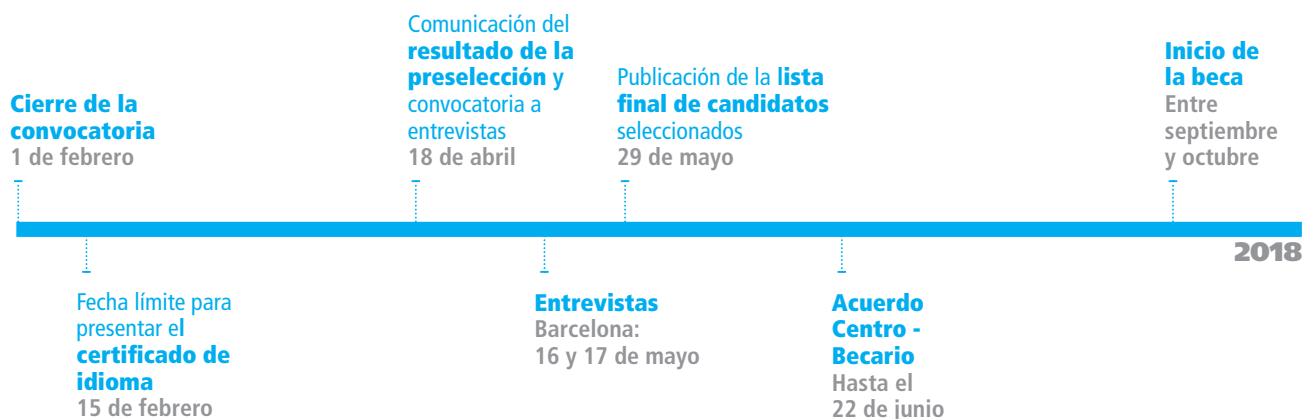 Cierre de la
convocatoria
1 de febrero
Fecha límite para
presentar el
certificado de
idioma
15 de febrero
Comunicación del
resultado de la
preselección y
convocatoria a
entrevistas
18 de abril
Entrevistas
Barcelona:
16 y 17 de mayo
Publicación de la lista
final de candidatos
seleccionados
29 de mayo
Acuerdo
Centro -
Becario
Hasta el
22 de junio
Inicio de
la beca
Entre
septiembre
y octubre
2018